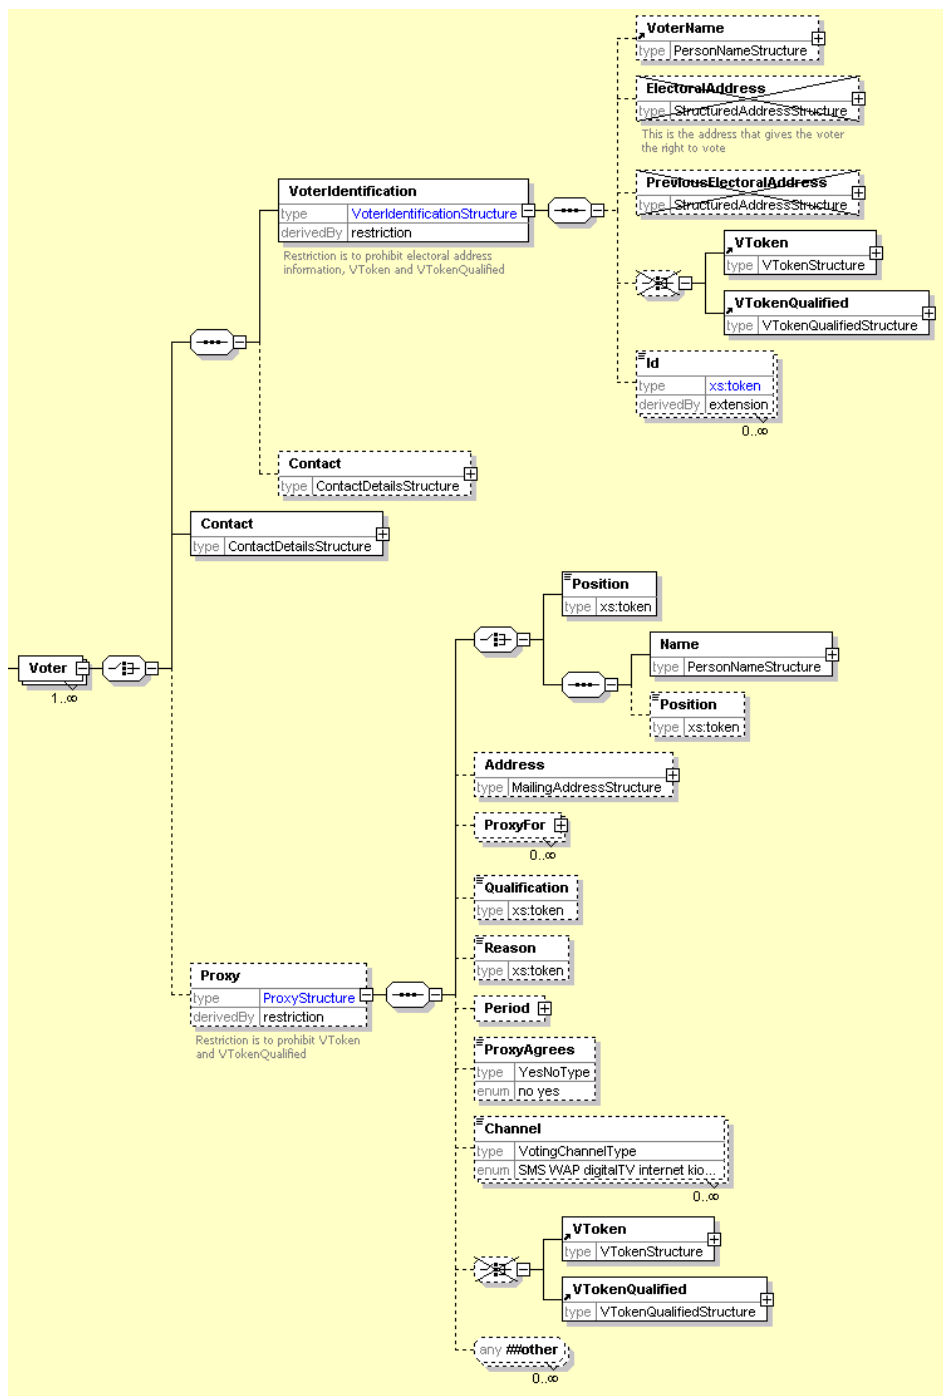 VoterName
type PersonNameStructure
ElectoralAddress
type StructuredAddressStructure
This is the address that gives the voter
the right to vote
PreviousElectoralAddress
type StructuredAddressStructure
VoterIdentification
type VoterIdentificationStructure
derivedBy restriction
Restriction is to prohibit electoral address
information, VToken and VTokenQualified
VToken
type VTokenStructure
VTokenQualified
type VTokenQualifiedStructure
Id
type xs:token
derivedBy extension
0..∞
Contact
type ContactDetailsStructure
Contact
type ContactDetailsStructure
Voter
1..∞
Position
type xs:token
Name
type PersonNameStructure
Position
type xs:token
Address
type MailingAddressStructure
ProxyFor
0..∞
Qualification
type xs:token
Reason
type xs:token
Proxy
type ProxyStructure
derivedBy restriction
Restriction is to prohibit VToken
and VTokenQualified
Period
ProxyAgrees
type YesNoType
enum no yes
Channel
type VotingChannelType
enum SMS WAP digitalTV internet kio...
0..∞
VToken
type VTokenStructure
VTokenQualified
type VTokenQualifiedStructure
any ##other
0..∞